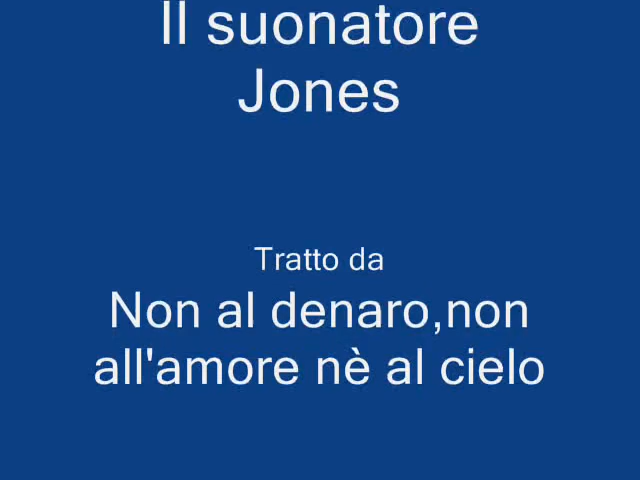 Il suonatore
Jones
Tratto da
Non al denaro,non
all'amore nè al cielo